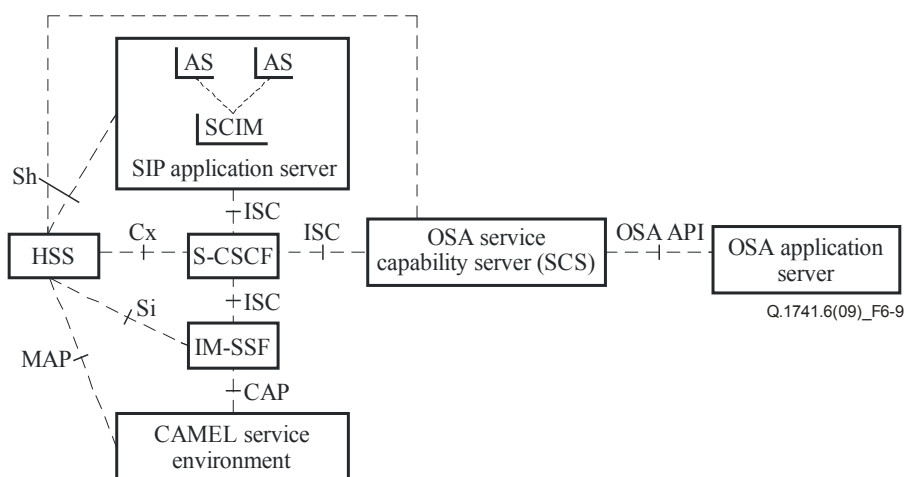 AS
AS
SCIM
SIP application server
Sh
ISC
Cx
ISC
OSA service
capability server (SCS)
OSA API
OSA application
server
HSS
S-CSCF
Q.1741.6(09)_F6-9
ISC
Si
IM-SSF
MAP
CAP
CAMEL service
environment